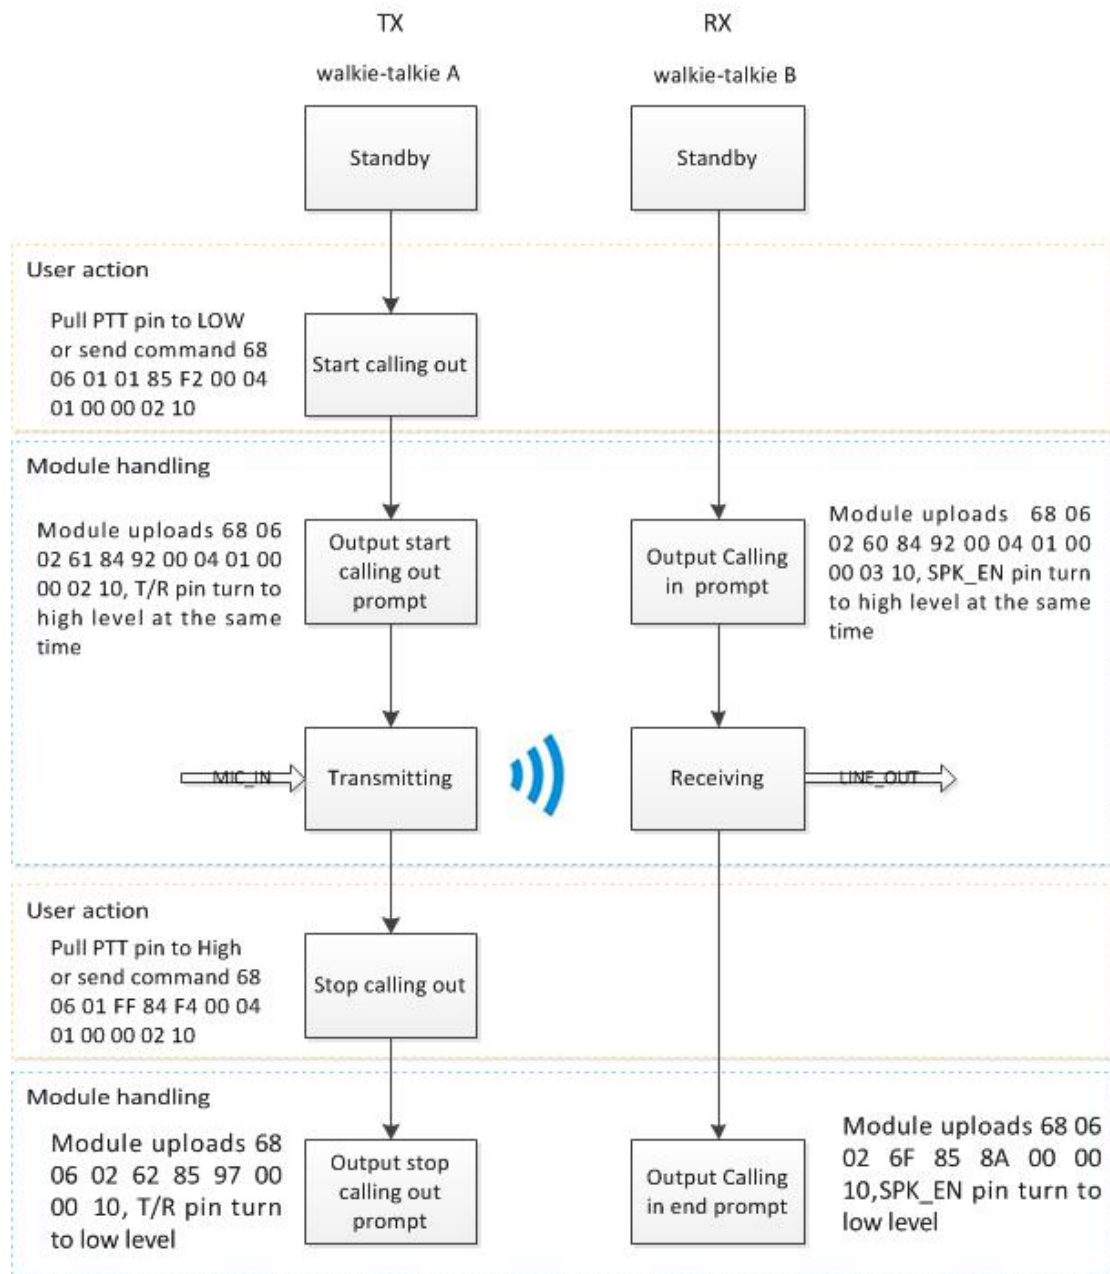 TX
RX
walkie-talkie A
walkie-talkie B
Standby
Standby
User action
Pull PTT pin to LOW
or send command 68
06 01 01 85 F2 00 04
01 00 00 02 10
Start calling out
Module handling
Module uploads 68 06
02 61 84 92 00 04 01 00
00 02 10, T/R pin turn to
high level at the same
time
Output start
calling out
prompt
Output Calling
in prompt
Module uploads 68 06
02 60 84 92 00 04 01 00
00 03 10, SPK_EN pin turn
to high level at the same
time
MIC_IN
Transmitting
Receiving
LINE_OUT
User action
Pull PTT pin to High
or send command 68
06 01 FF 84 F4 00 04
01 00 00 02 10
Stop calling out
Module handling
Module uploads 68
06 02 62 85 97 00
00 10, T/R pin turn
to low level
Output stop
calling out
prompt
Output Calling
in end prompt
Module uploads 68 06
02 6F 85 8A 00 00
10,SPK_EN pin turn to
low level